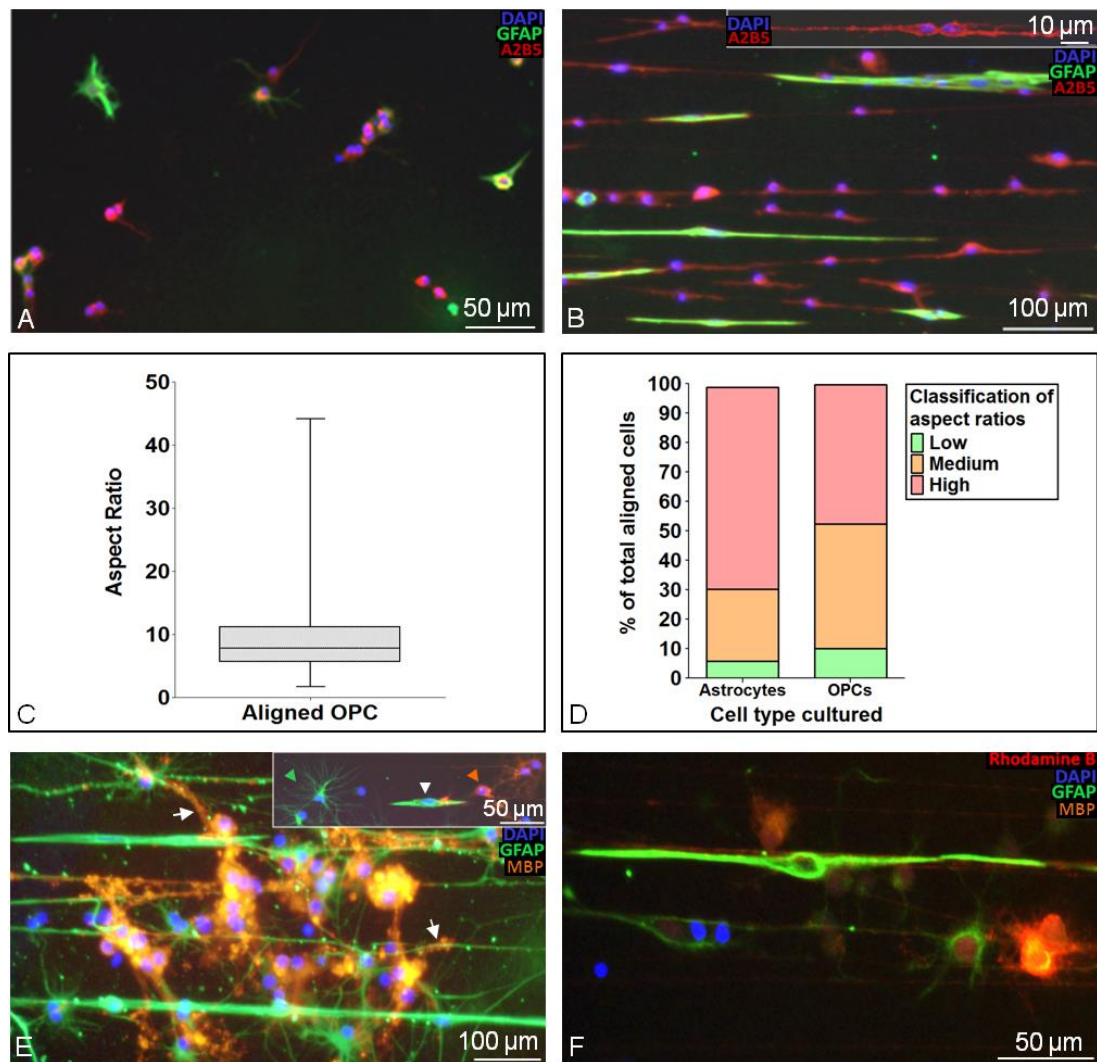 DAPI
GFAP
A2B5
A
50 µm
DAPI
A2B5
10 µm
DAPI
GFAP
A2B5
B
100 µm
50
40
30
20
10
0
Aspect Ratio
Aligned OPC
C
100
90
80
70
60
50
40
30
20
10
0
% of total aligned cells
Astrocytes
OPCs
Cell type cultured
Classification of
aspect ratios
Low
Medium
High
D
50 µm
DAPI
GFAP
MBP
E
100 µm
Rhodamine B
DAPI
GFAP
MBP
F
50 µm